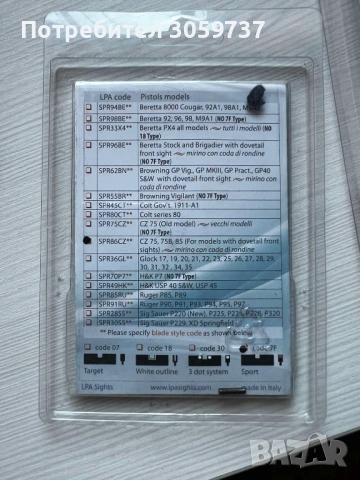 Потребител 3059737
LPA code Pistols models
SPR94BE** Beretta 8000 Cougar, 92A1, 98A1,
SPR98BE** Beretta 92, 96, 98, M9A1 (NO 7F Type)
SPR33X4** Beretta PX4 all models tutti i modelli (NO
18 Type)
SPR96BE** Beretta Stock and Brigadier with dovetail
front sight mirino con coda di rondine
(NO 7F Type)
SPR62BN** Browning GP Vig., GP MKIII, GP Pract., GP40
S&W with dovetail front sight mirino con
coda di rondine
SPR55BR** Browning Vigilant (NO 7F Type)
SPR45CT** Colt Gov't. 1911-A1
SPR80CT** Colt series 80
SPR75CZ** CZ 75 (Old model) vecchi modelli
(NO 7F Type)
SPR86CZ** CZ 75, 75B, 85 (For models with dovetail front
sights) mirino con coda di rondine
SPR36GL** Glock 17, 19, 20, 21, 22, 23, 25, 26, 27, 28, 29,
30, 31, 32, 34, 35
SPR70P7** H&K P7 (NO 7F Type)
SPR49HK** H&K USP 40 S&W, USP 45
SPR85RU** Ruger P85, P89
SPR91RU** Ruger P90, P91, P93, P94, P95, P97
SPR28SS** Sig Sauer P220 (New), P225, P226, P228, P320
SPR30SS** Sig Sauer P229, XD Springfield
** Please specify blade style code as shown below
code 07 code 18 code 30 code 7F
Target White outline 3 dot system Sport
LPA Sights www.lpasights.com made in Italy
BAZAR
bg